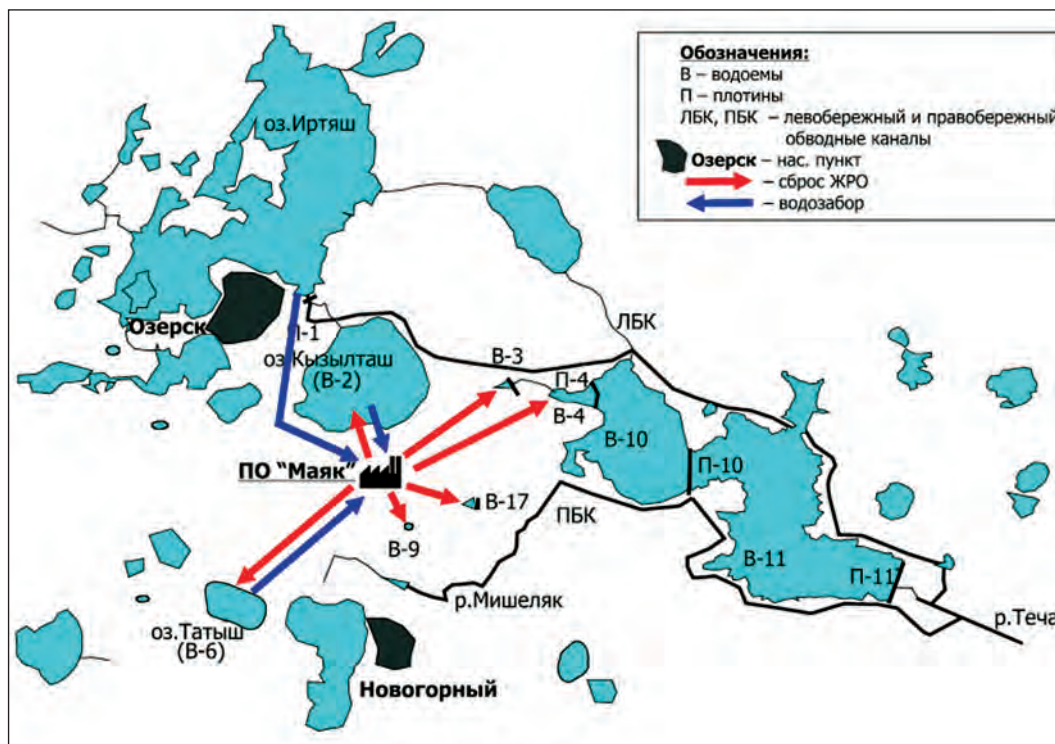 Обозначения:
В – водоемы
П – плотины
ЛБК, ПБК – левобережный и правобережный
обводные каналы
Озерск – нас. пункт
– сброс ЖРО
– водозабор
оз.Иртяш
Озерск
П-1
оз.Кызылташ
(В-2)
В-3
ЛБК
П-4
В-4
В-10
П-10
ПО “Маяк”
В-17
ПБК
В-9
В-11
П-11
р.Мишеляк
р.Теча
оз.Татыш
(В-6)
Новогорный